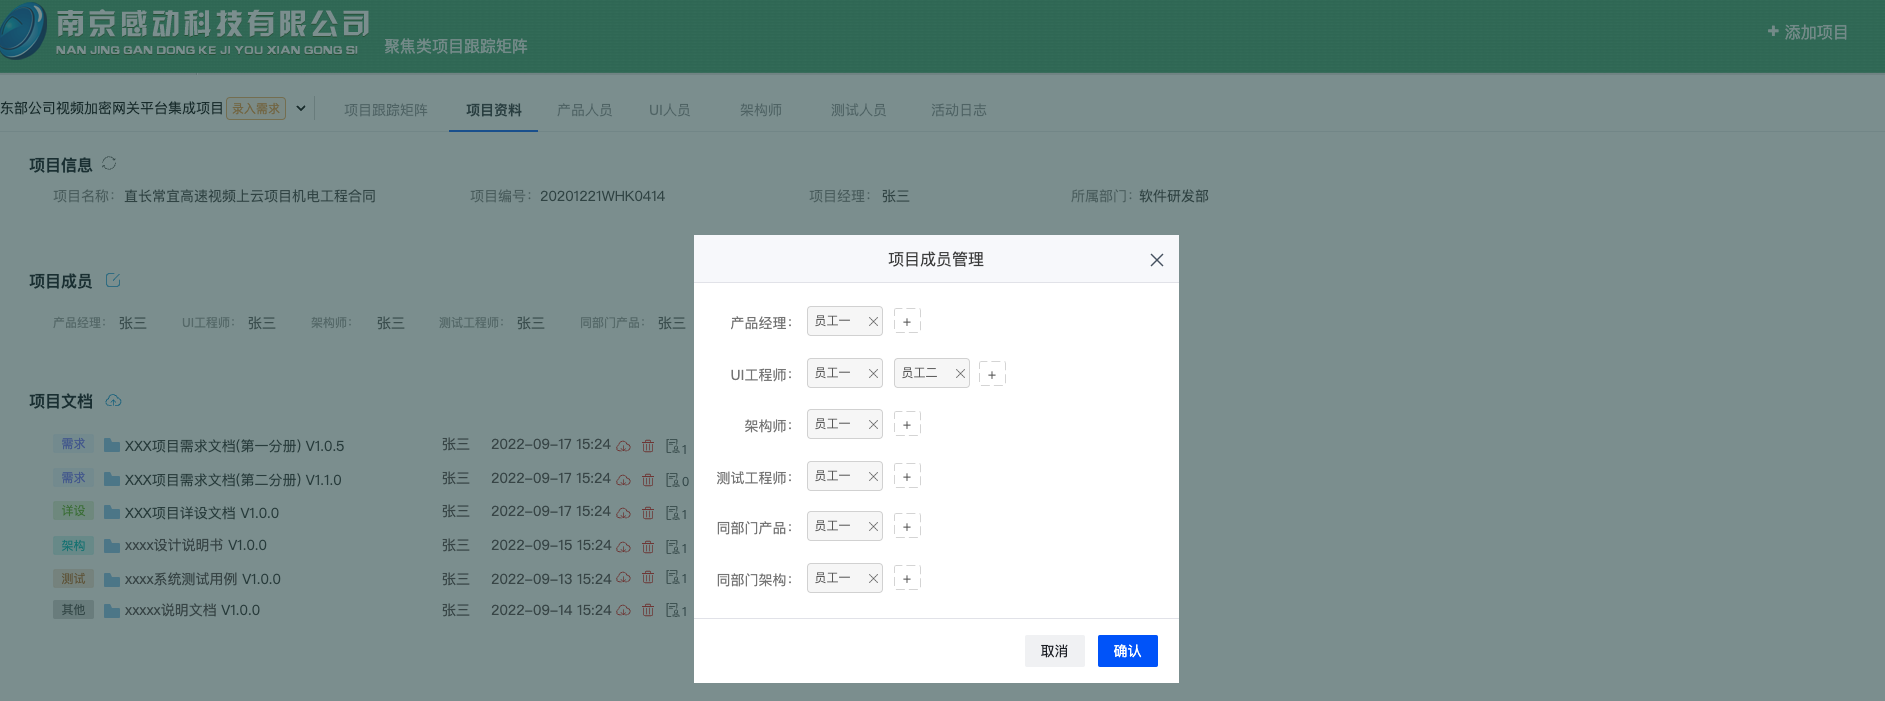 南京感动科技有限公司
NAN JING GAN DONG KE JI YOU XIAN GONG SI
聚焦类项目跟踪矩阵
+ 添加项目
东部公司视频加密网关平台集成项目 录入需求
项目跟踪矩阵 项目资料 产品人员 UI人员 架构师 测试人员 活动日志
项目信息
项目名称： 直长常宜高速视频上云项目机电工程合同 项目编号： 20201221WHK0414 项目经理： 张三 所属部门： 软件研发部
项目成员
产品经理： 张三 UI工程师： 张三 架构师： 张三 测试工程师： 张三 同部门产品： 张三
项目文档
需求 XXX项目需求文档(第一分册) V1.0.5 张三 2022-09-17 15:24 1
需求 XXX项目需求文档(第二分册) V1.1.0 张三 2022-09-17 15:24 0
详设 XXX项目详设文档 V1.0.0 张三 2022-09-17 15:24 1
架构 xxxx设计说明书 V1.0.0 张三 2022-09-15 15:24 1
测试 xxxx系统测试用例 V1.0.0 张三 2022-09-13 15:24 1
其他 xxxxx说明文档 V1.0.0 张三 2022-09-14 15:24 1
项目成员管理
产品经理： 员工一 +
UI工程师： 员工一 员工二 +
架构师： 员工一 +
测试工程师： 员工一 +
同部门产品： 员工一 +
同部门架构： 员工一 +
取消 确认